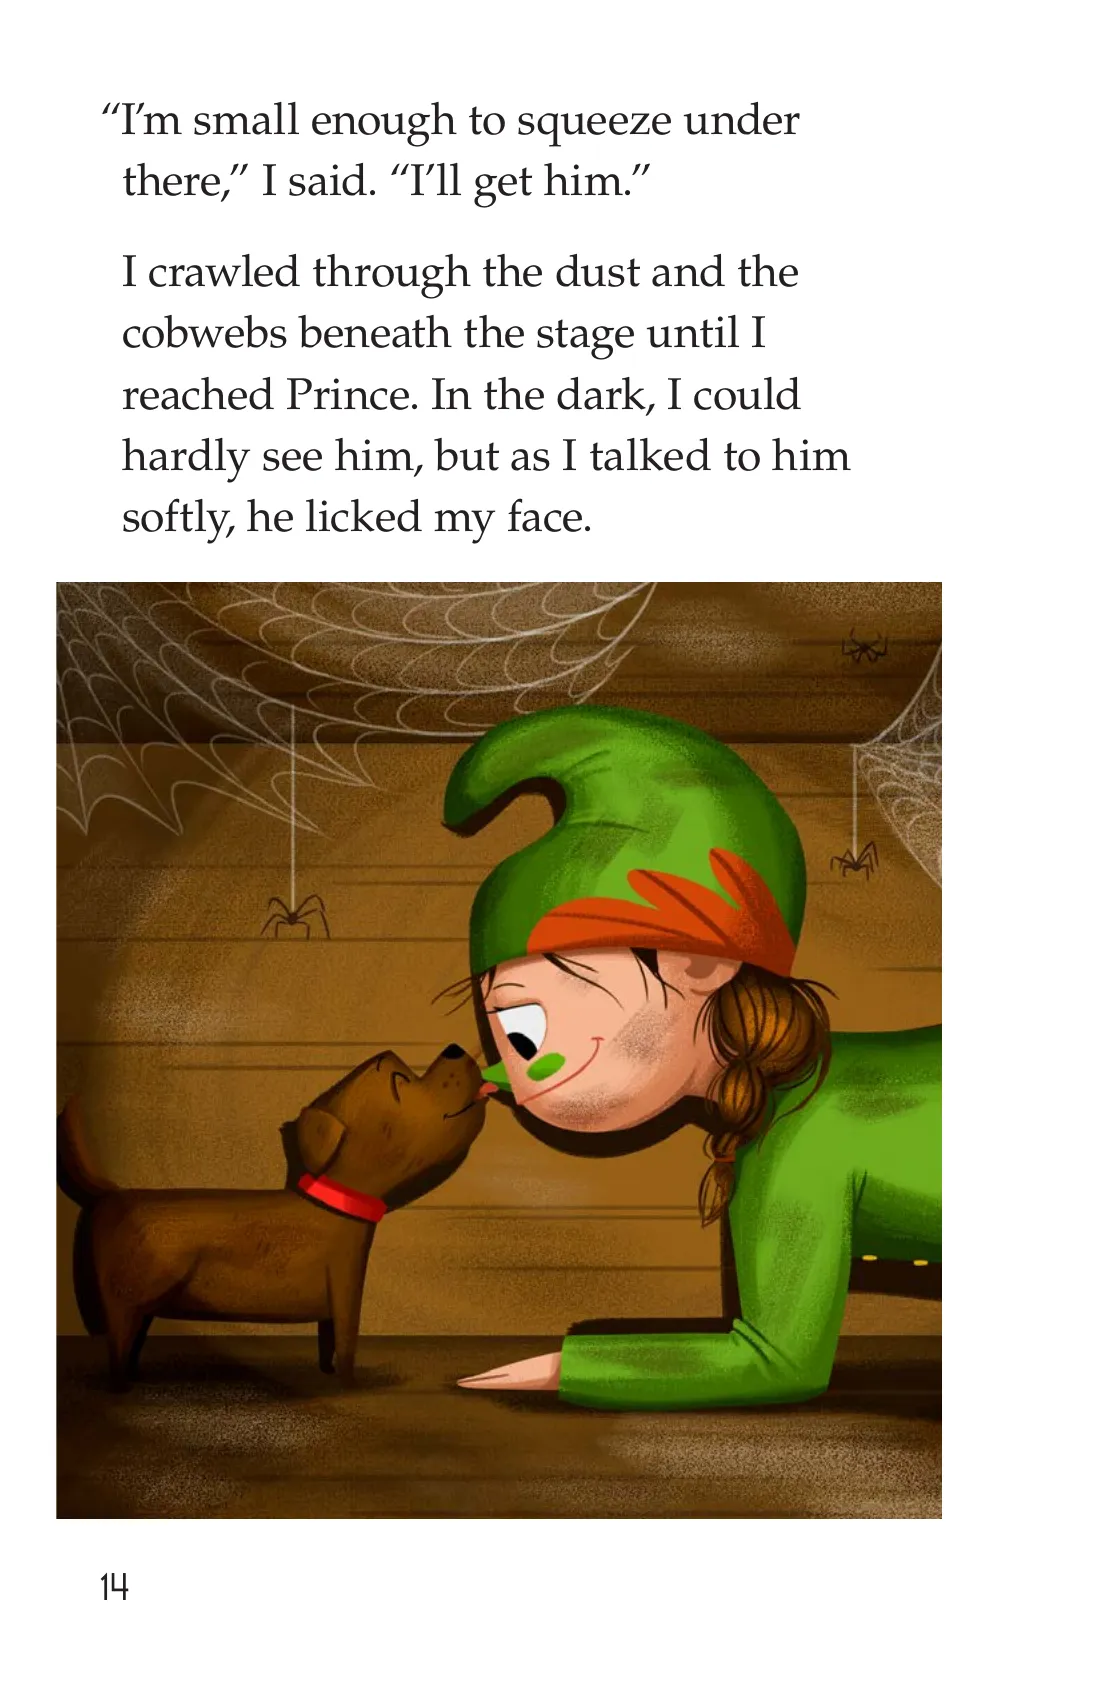 “I’m small enough to squeeze under
there,” I said. “I’ll get him.”
I crawled through the dust and the
cobwebs beneath the stage until I
reached Prince. In the dark, I could
hardly see him, but as I talked to him
softly, he licked my face.
14